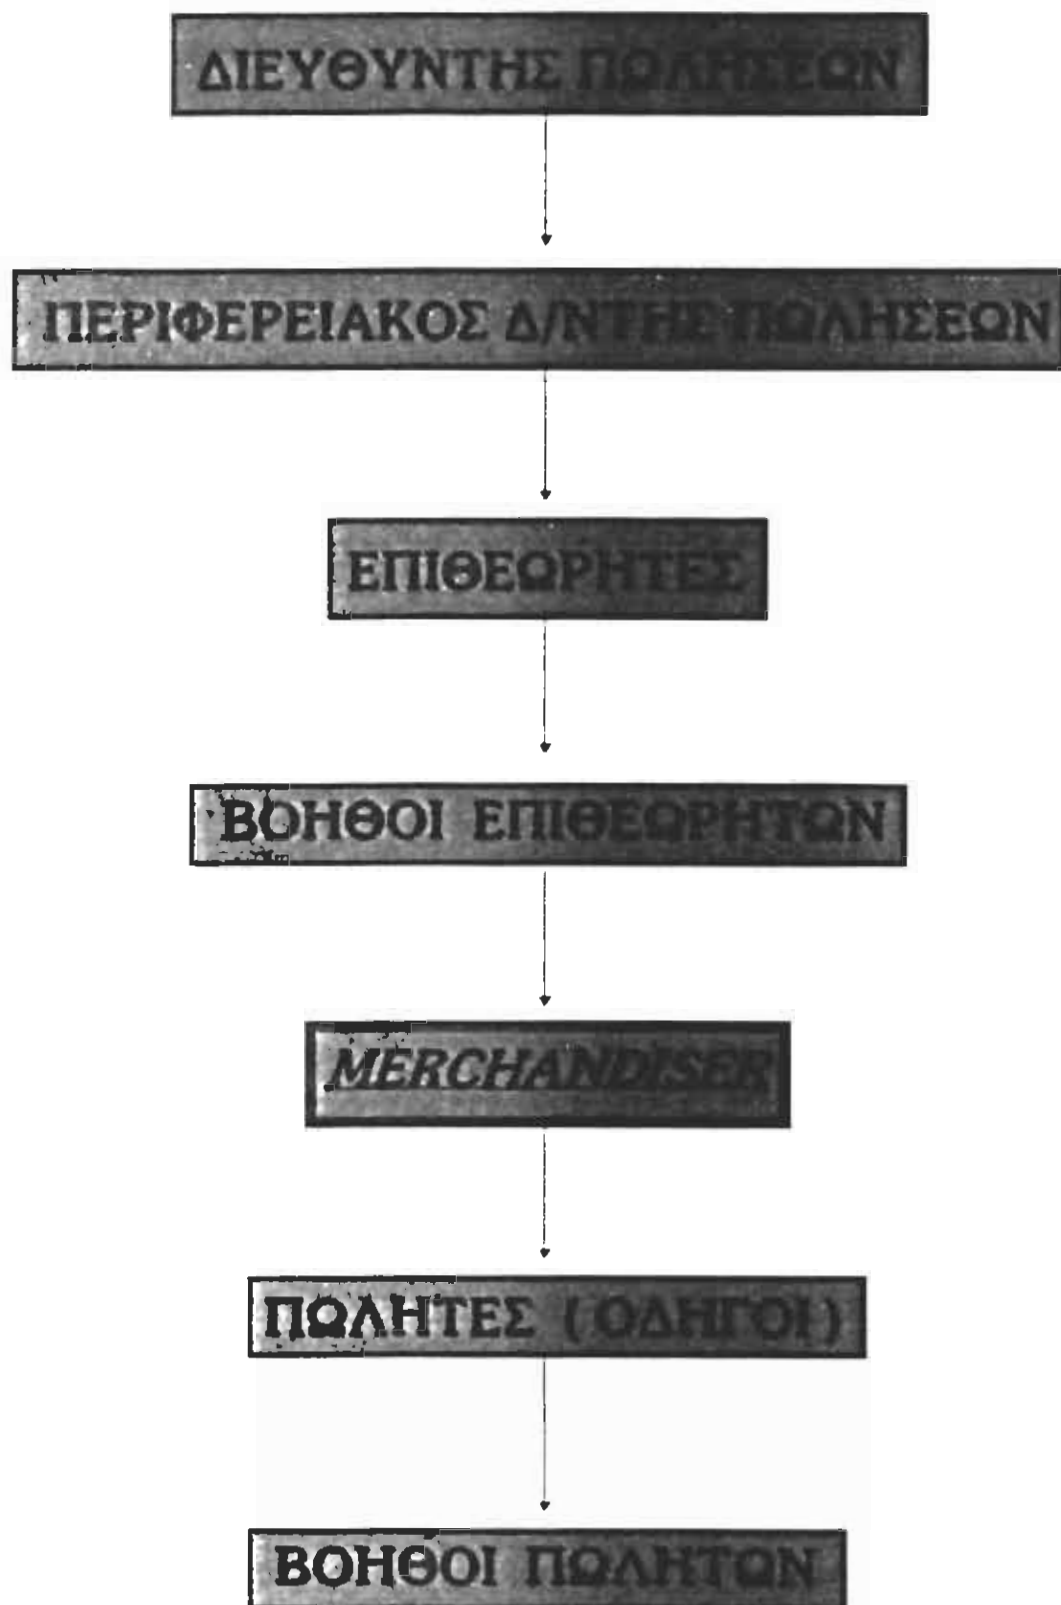 ΔΙΕΥΘΥΝΤΗΣ ΠΩΛΗΣΕΩΝ
ΠΕΡΙΦΕΡΕΙΑΚΟΣ Δ/ΝΤΗΣ ΠΩΛΗΣΕΩΝ
ΕΠΙΘΕΩΡΗΤΕΣ
ΒΟΗΘΟΙ ΕΠΙΘΕΩΡΗΤΩΝ
MERCHANDISER
ΠΩΛΗΤΕΣ (ΟΔΗΓΟΙ)
ΒΟΗΘΟΙ ΠΩΛΗΤΩΝ